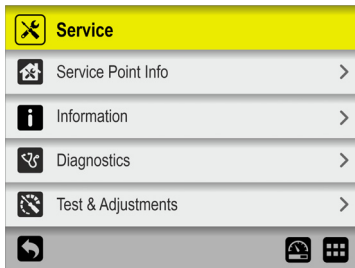 Service
Service Point Info
Information
Diagnostics
Test & Adjustments